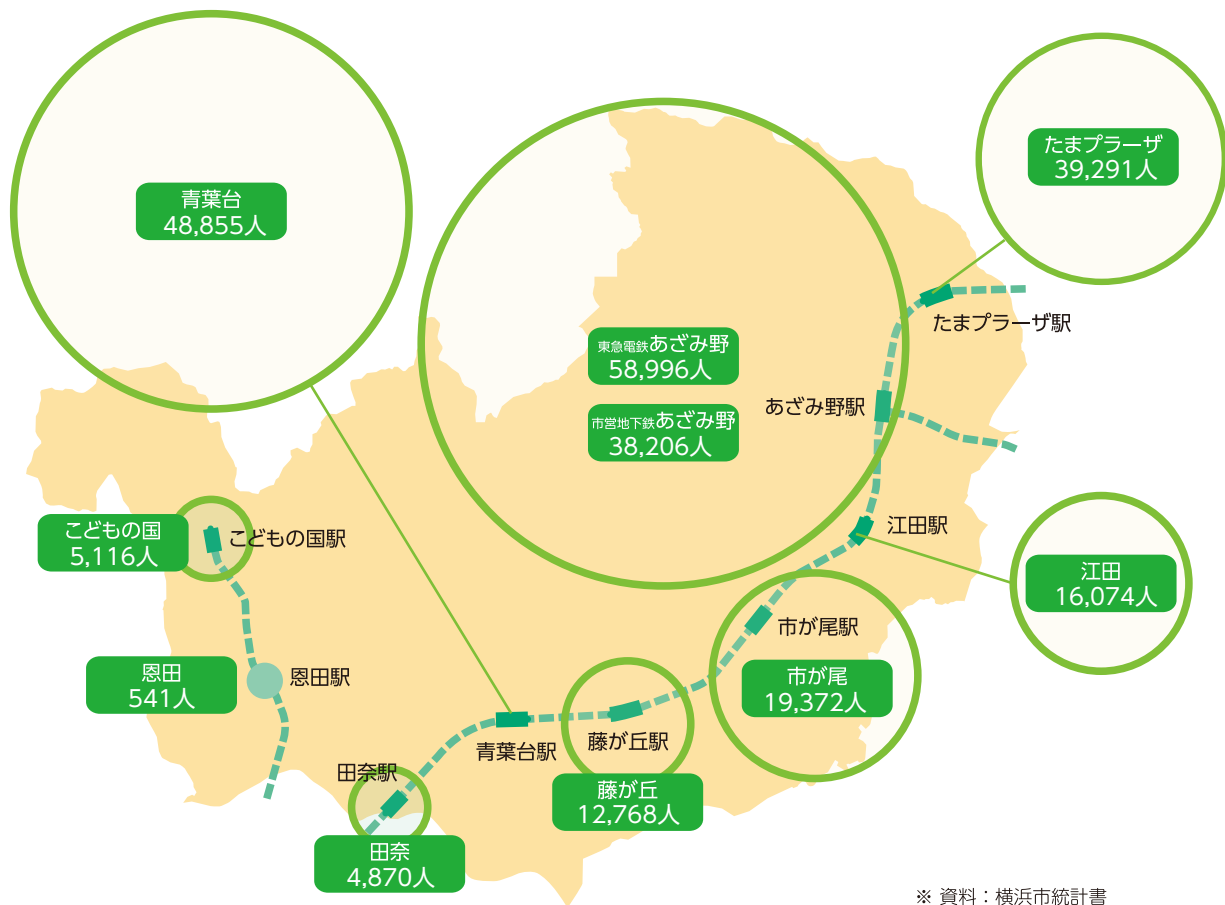 青葉台
48,855人
たまプラーザ
39,291人
たまプラーザ駅
東急電鉄あざみ野
58,996人
あざみ野駅
市営地下鉄あざみ野
38,206人
江田駅
こどもの国
5,116人
こどもの国駅
江田
16,074人
市が尾駅
恩田
541人
恩田駅
市が尾
19,372人
青葉台駅
藤が丘駅
田奈駅
藤が丘
12,768人
田奈
4,870人
※ 資料：横浜市統計書